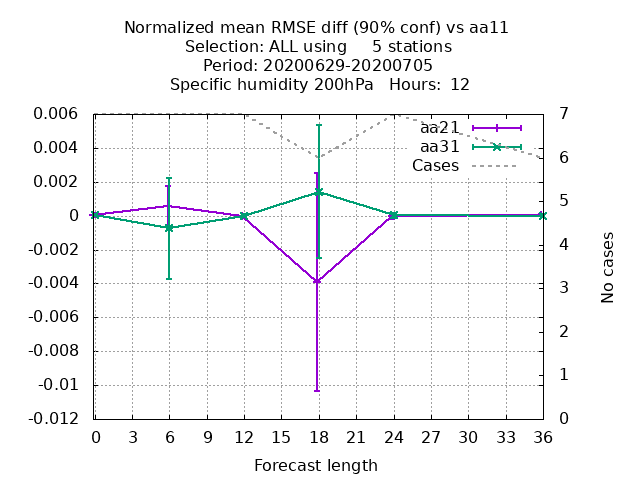 Normalized mean RMSE diff (90% conf) vs aa11
Selection: ALL using     5 stations
Period: 20200629-20200705
Specific humidity 200hPa   Hours:  12
0.006
0.004
0.002
0
-0.002
-0.004
-0.006
-0.008
-0.01
-0.012
aa21
aa31
Cases
7
6
5
4
3
2
1
0
No cases
0 3 6 9 12 15 18 21 24 27 30 33 36
Forecast length